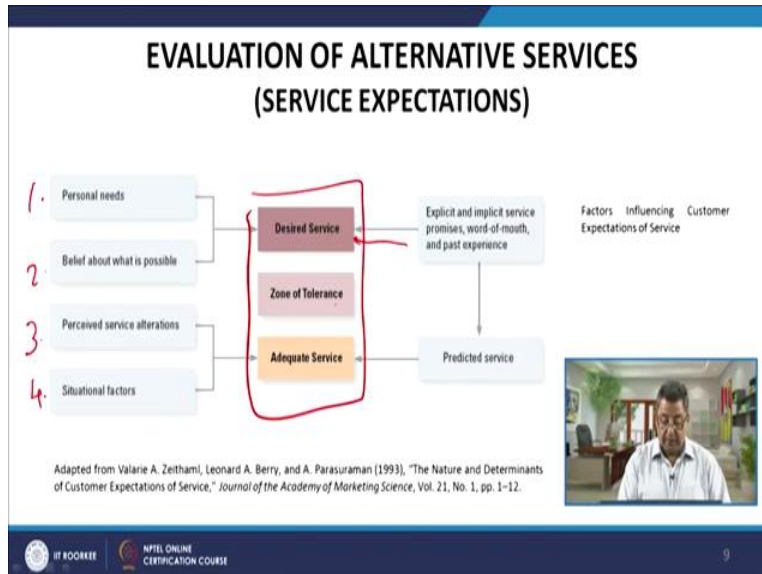 EVALUATION OF ALTERNATIVE SERVICES
(SERVICE EXPECTATIONS)
1.
Personal needs
2.
Belief about what is possible
3.
Perceived service alterations
4.
Situational factors
Desired Service
Zone of Tolerance
Adequate Service
Explicit and implicit service
promises, word-of-mouth,
and past experience
Predicted service
Factors Influencing Customer
Expectations of Service
Adapted from Valarie A. Zeithaml, Leonard A. Berry, and A. Parasuraman (1993), "The Nature and Determinants
of Customer Expectations of Service," Journal of the Academy of Marketing Science, Vol. 21, No. 1, pp. 1–12.
IIT ROORKEE
NPTEL ONLINE
CERTIFICATION COURSE
9